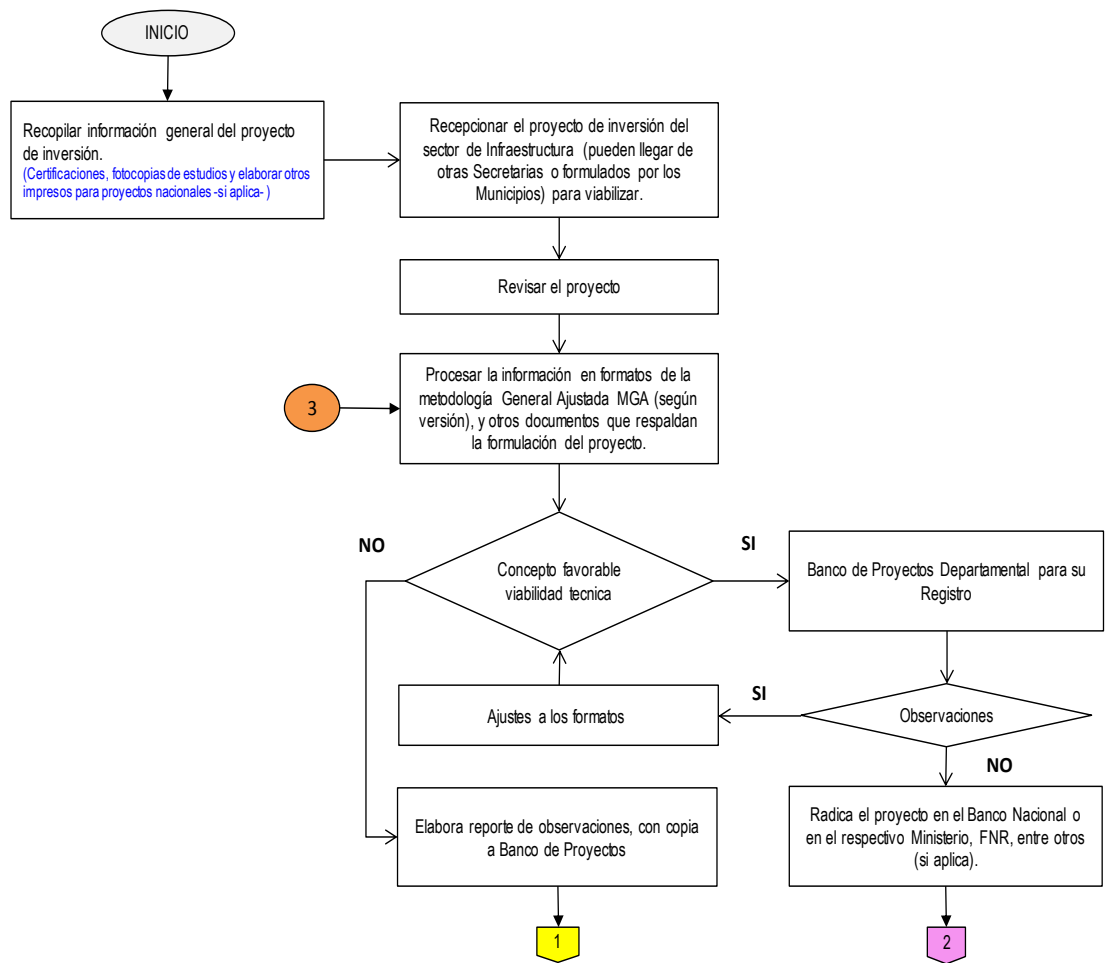 INICIO
Recopilar información general del proyecto
de inversión.
(Certificaciones, fotocopias de estudios y elaborar otros
impresos para proyectos nacionales -si aplica- )
Recepcionar el proyecto de inversión del
sector de Infraestructura (pueden llegar de
otras Secretarias o formulados por los
Municipios) para viabilizar.
Revisar el proyecto
3
Procesar la información en formatos de la
metodología General Ajustada MGA (según
versión), y otros documentos que respaldan
la formulación del proyecto.
NO
Concepto favorable
viabilidad tecnica
SI
Banco de Proyectos Departamental para su
Registro
Ajustes a los formatos
SI
Observaciones
NO
Elabora reporte de observaciones, con copia
a Banco de Proyectos
Radica el proyecto en el Banco Nacional o
en el respectivo Ministerio, FNR, entre otros
(si aplica).
1
2